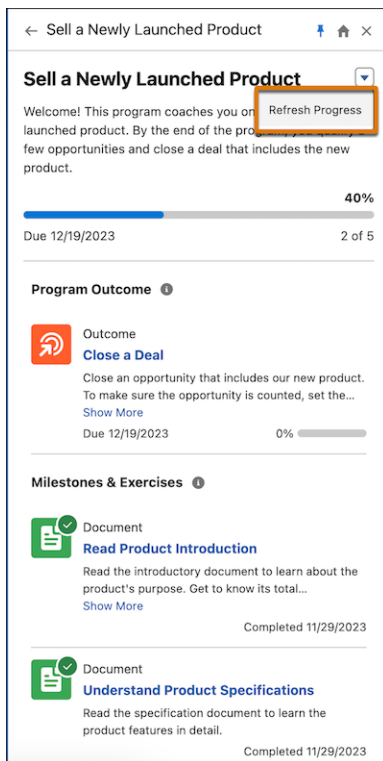 Sell a Newly Launched Product
Sell a Newly Launched Product
Refresh Progress
Welcome! This program coaches you on
launched product. By the end of the program, you
few opportunities and close a deal that includes the new
product.
40%
Due 12/19/2023
2 of 5
Program Outcome
Outcome
Close a Deal
Close an opportunity that includes our new product.
To make sure the opportunity is counted, set the...
Show More
Due 12/19/2023
0%
Milestones & Exercises
Document
Read Product Introduction
Read the introductory document to learn about the
product's purpose. Get to know its total...
Show More
Completed 11/29/2023
Document
Understand Product Specifications
Read the specification document to learn the
product features in detail.
Completed 11/29/2023